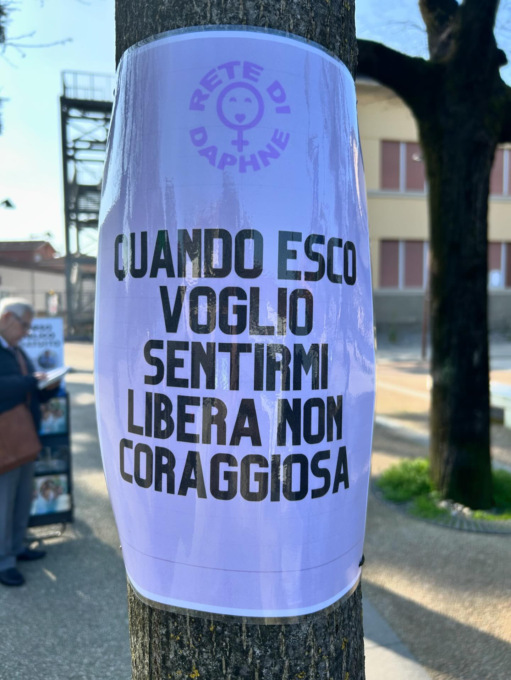 RETE DI
DAPHNE
QUANDO ESCO
VOGLIO
SENTIRMI
LIBERA NON
CORAGGIOSA